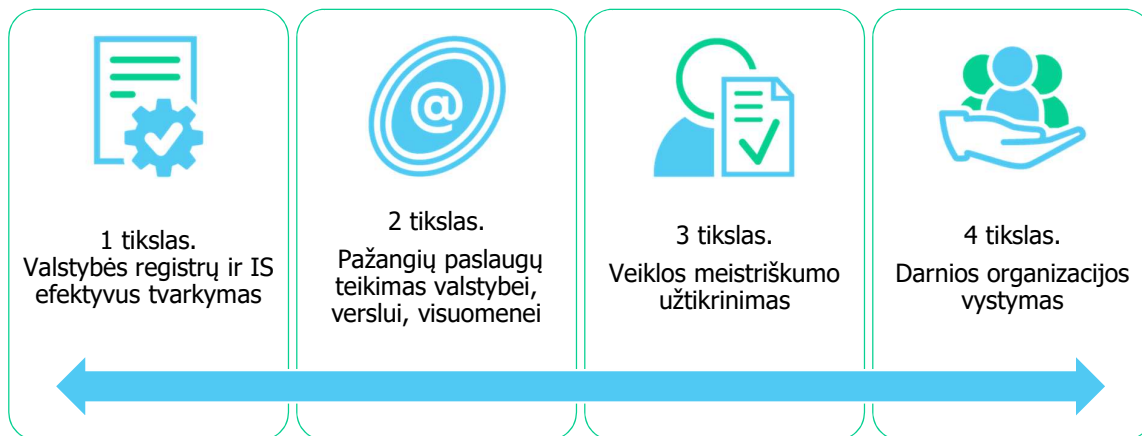 1 tikslas.
Valstybės registrų ir IS
efektyvus tvarkymas
@
2 tikslas.
Pažangių paslaugų
teikimas valstybei,
verslui, visuomenei
3 tikslas.
Veiklos meistriškumo
užtikrinimas
4 tikslas.
Darnios organizacijos
vystymas